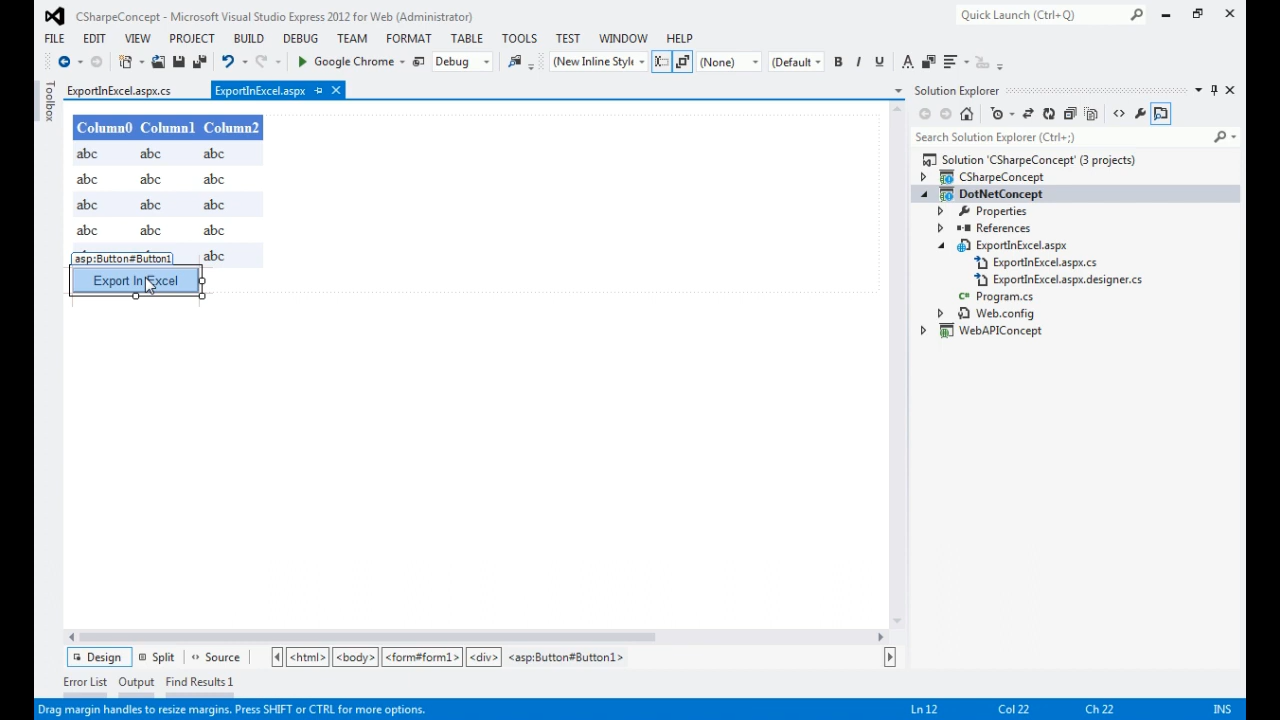 CSharpeConcept - Microsoft Visual Studio Express 2012 for Web (Administrator)
Quick Launch (Ctrl+Q)
FILE EDIT VIEW PROJECT BUILD DEBUG TEAM FORMAT TABLE TOOLS TEST WINDOW HELP
Google Chrome Debug (New Inline Style (None) (Default B I U A
Toolbox
ExportInExcel.aspx.cs ExportInExcel.aspx
Column0 Column1 Column2
abc abc abc
abc abc abc
abc abc abc
abc abc abc
abc
asp:Button#Button1
Export In Excel
Solution Explorer
Search Solution Explorer (Ctrl+;)
Solution 'CSharpeConcept' (3 projects)
CSharpeConcept
DotNetConcept
Properties
References
ExportInExcel.aspx
ExportInExcel.aspx.cs
ExportInExcel.aspx.designer.cs
C# Program.cs
Web.config
WebAPIConcept
Design Split Source <html> <body> <form#form1> <div> <asp:Button#Button1>
Error List Output Find Results 1
Drag margin handles to resize margins. Press SHIFT or CTRL for more options. Ln 12 Col 22 Ch 22 INS